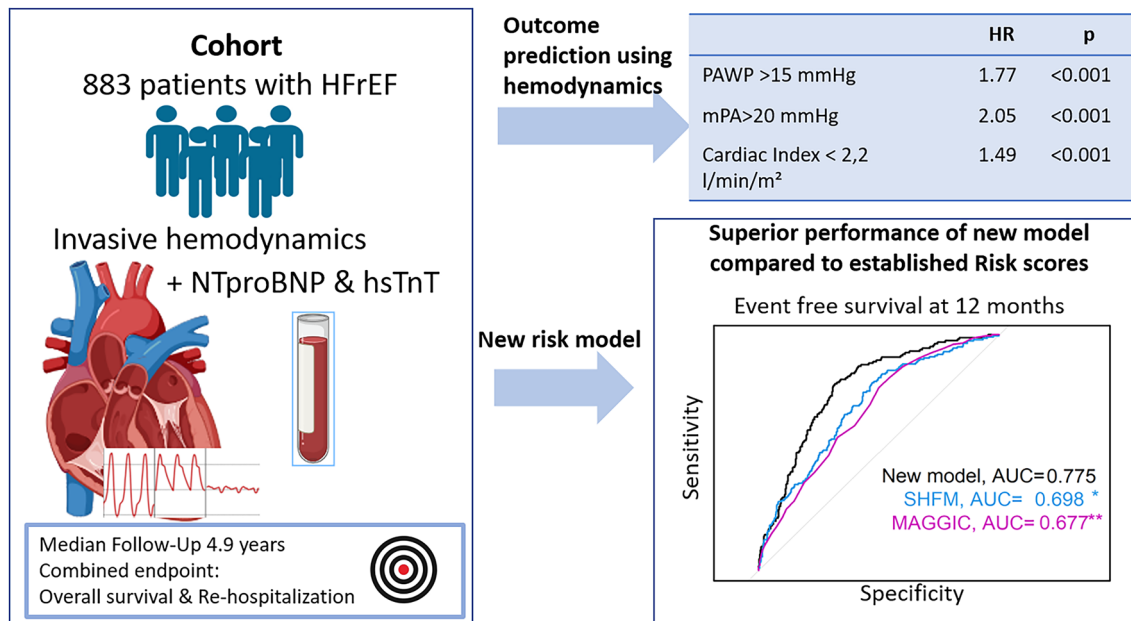 Cohort
883 patients with HFrEF
Invasive hemodynamics
+ NTproBNP & hsTnT
Median Follow-Up 4.9 years
Combined endpoint:
Overall survival & Re-hospitalization
Outcome
prediction using
hemodynamics
HR p
PAWP >15 mmHg 1.77 <0.001
mPA>20 mmHg 2.05 <0.001
Cardiac Index < 2,2 1.49 <0.001
l/min/m²
New risk model
Superior performance of new model
compared to established Risk scores
Event free survival at 12 months
Sensitivity
New model, AUC=0.775
SHFM, AUC= 0.698 *
MAGGIC, AUC=0.677**
Specificity